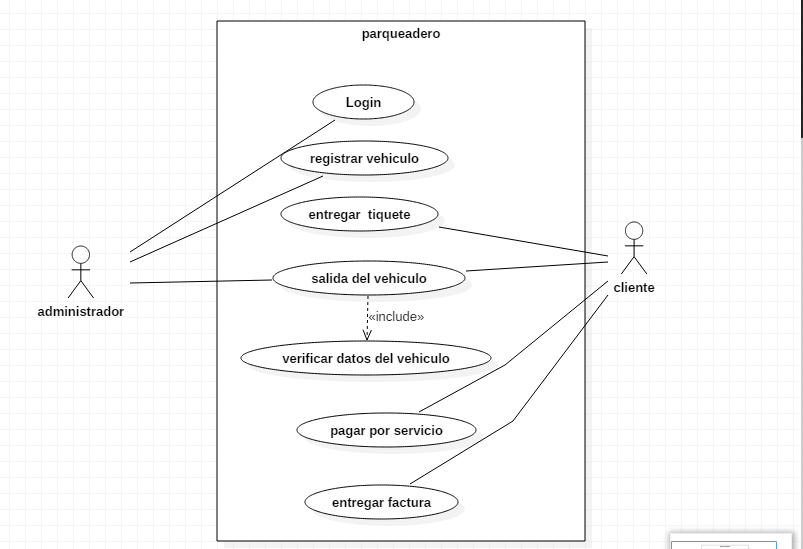 parqueadero
Login
registrar vehiculo
entregar tiquete
salida del vehiculo
«include»
verificar datos del vehiculo
pagar por servicio
entregar factura
administrador
cliente